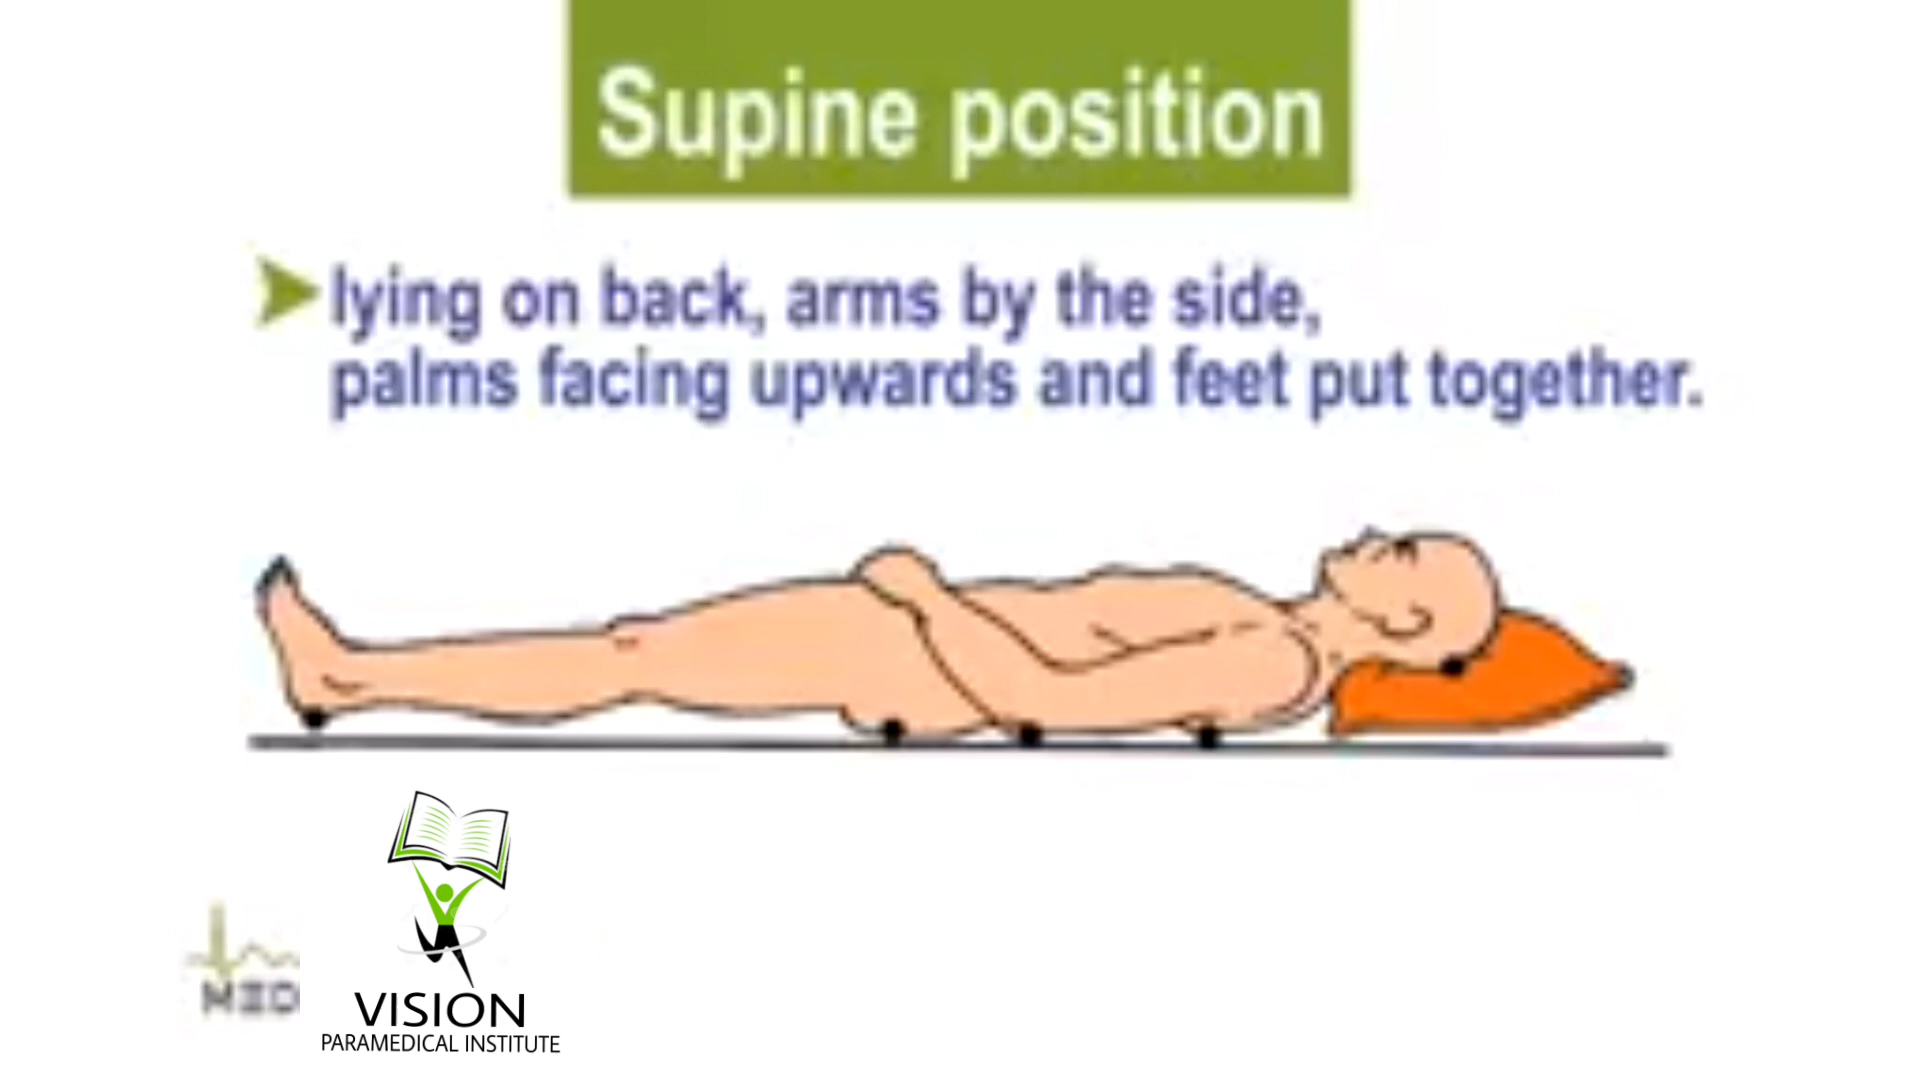 Supine position
lying on back, arms by the side,
palms facing upwards and feet put together.
MED
VISION
PARAMEDICAL INSTITUTE